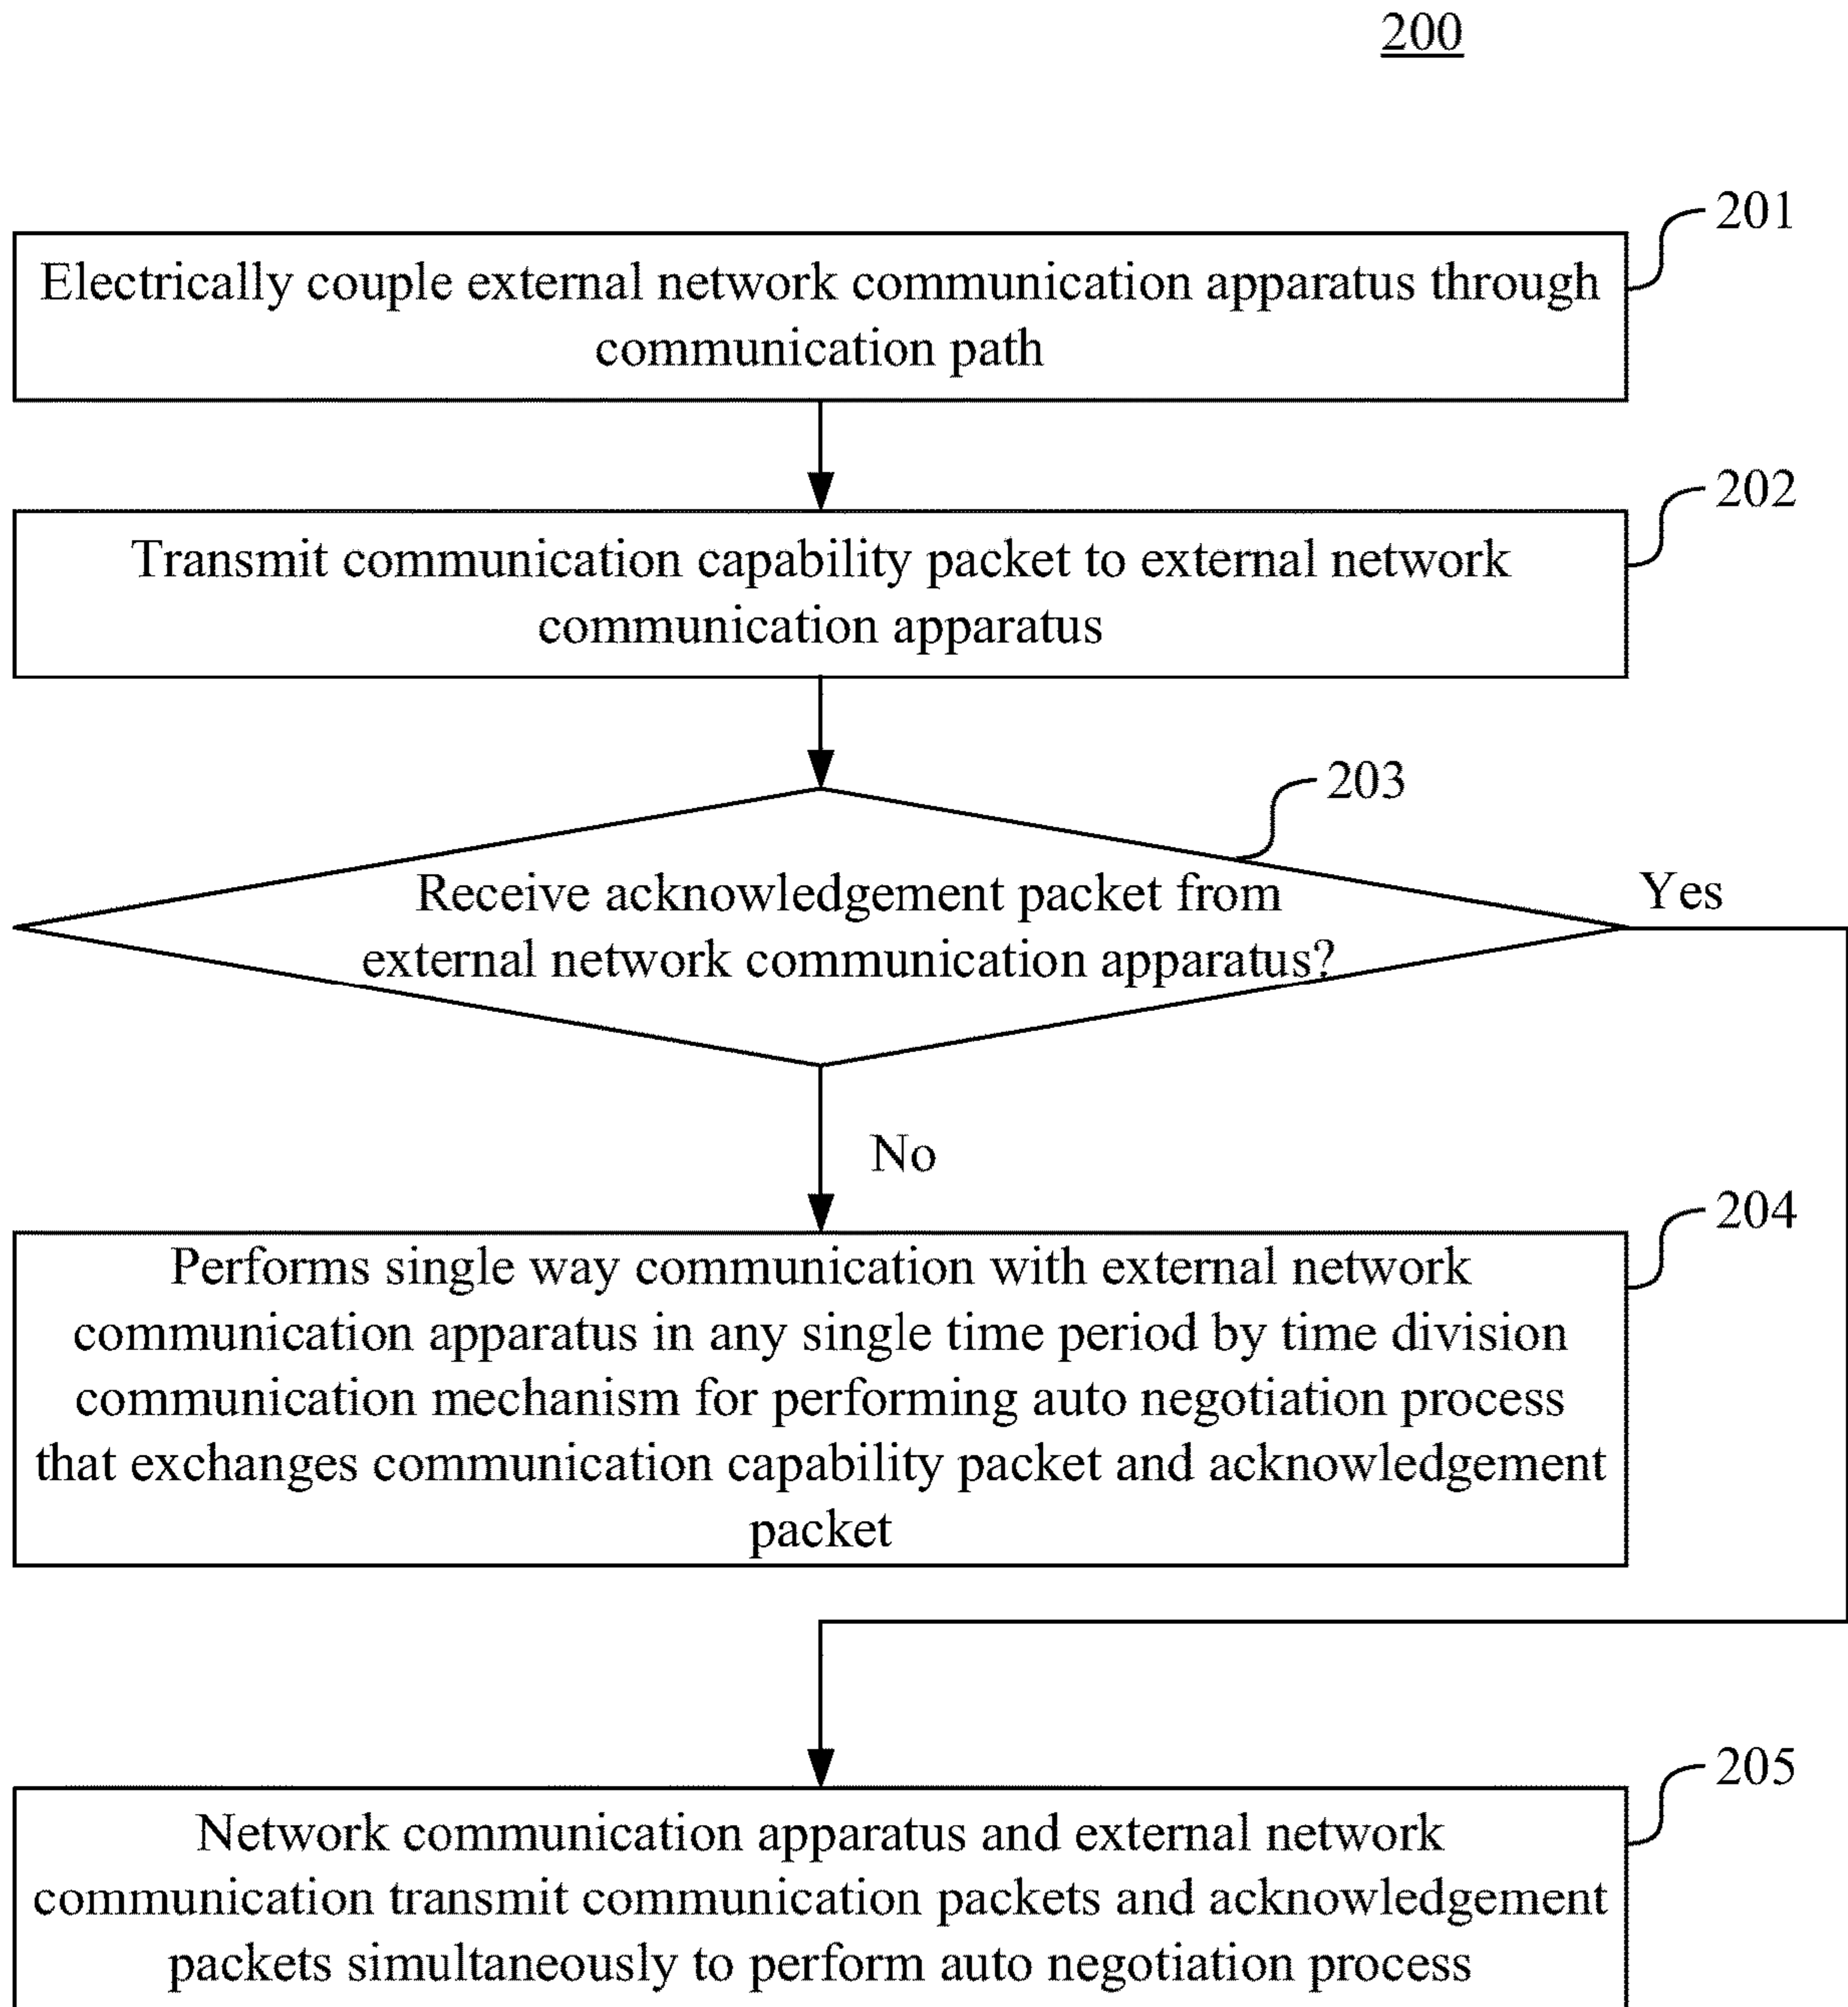 200
201
Electrically couple external network communication apparatus through
communication path
202
Transmit communication capability packet to external network
communication apparatus
203
Receive acknowledgement packet from
external network communication apparatus?
Yes
No
204
Performs single way communication with external network
communication apparatus in any single time period by time division
communication mechanism for performing auto negotiation process
that exchanges communication capability packet and acknowledgement
packet
205
Network communication apparatus and external network
communication transmit communication packets and acknowledgement
packets simultaneously to perform auto negotiation process